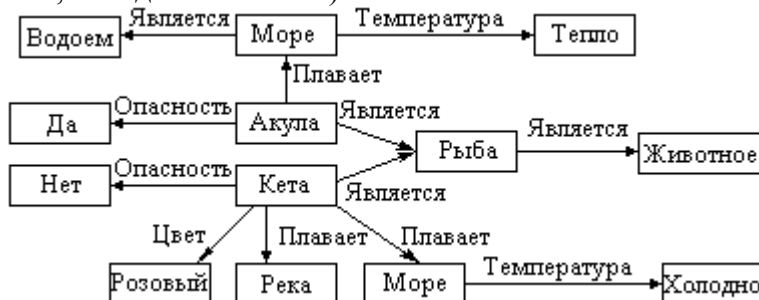 Является
Температура
Водоем
Море
Тепло
Плавает
Опасность
Является
Да
Акула
Рыба
Является
Животное
Опасность
Нет
Кета
Является
Цвет
Плавает
Плавает
Розовый
Река
Море
Температура
Холодно